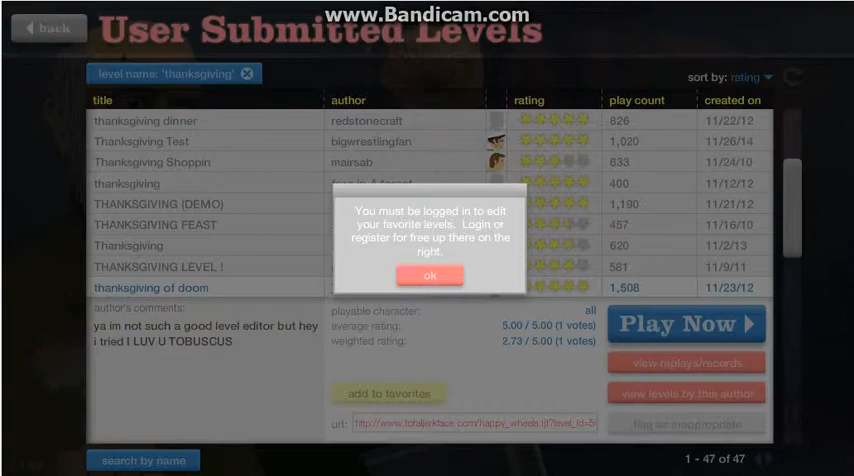 www.Bandicam.com
back
User Submitted Levels
level name: 'thanksgiving'
sort by: rating
title author rating play count created on
thanksgiving dinner redstonecraft 826 11/22/12
Thanksgiving Test bigwrestlingfan 1,020 11/26/14
Thanksgiving Shoppin mairsab 633 11/24/10
thanksgiving 400 11/12/12
THANKSGIVING (DEMO) 1,190 11/21/12
THANKSGIVING FEAST 457 11/16/10
Thanksgiving 620 11/2/13
THANKSGIVING LEVEL ! 581 11/9/11
thanksgiving of doom 1,508 11/23/12
You must be logged in to edit
your favorite levels. Login or
register for free up there on the
right.
ok
author's comments:
ya im not such a good level editor but hey
i tried I LUV U TOBUSCUS
playable character: all
average rating: 5.00 / 5.00 (1 votes)
weighted rating: 2.73 / 5.00 (1 votes)
add to favorites
url: http://www.totaljerkface.com/happy_wheels.tjf?level_id=5
Play Now
view replays/records
view levels by this author
flag as inappropriate
search by name
1 - 47 of 47